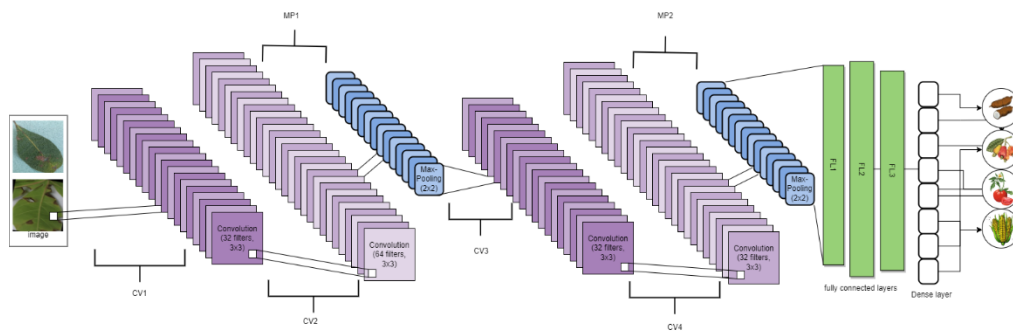 MP1
MP2
image
Convolution
(32 filters,
3x3)
CV1
Convolution
(64 filters,
3x3)
CV2
Max-
Pooling
(2x2)
CV3
Convolution
(32 filters,
3x3)
Convolution
(32 filters,
3x3)
CV4
Max-
Pooling
(2x2)
FL1
FL2
FL3
fully connected layers
Dense layer